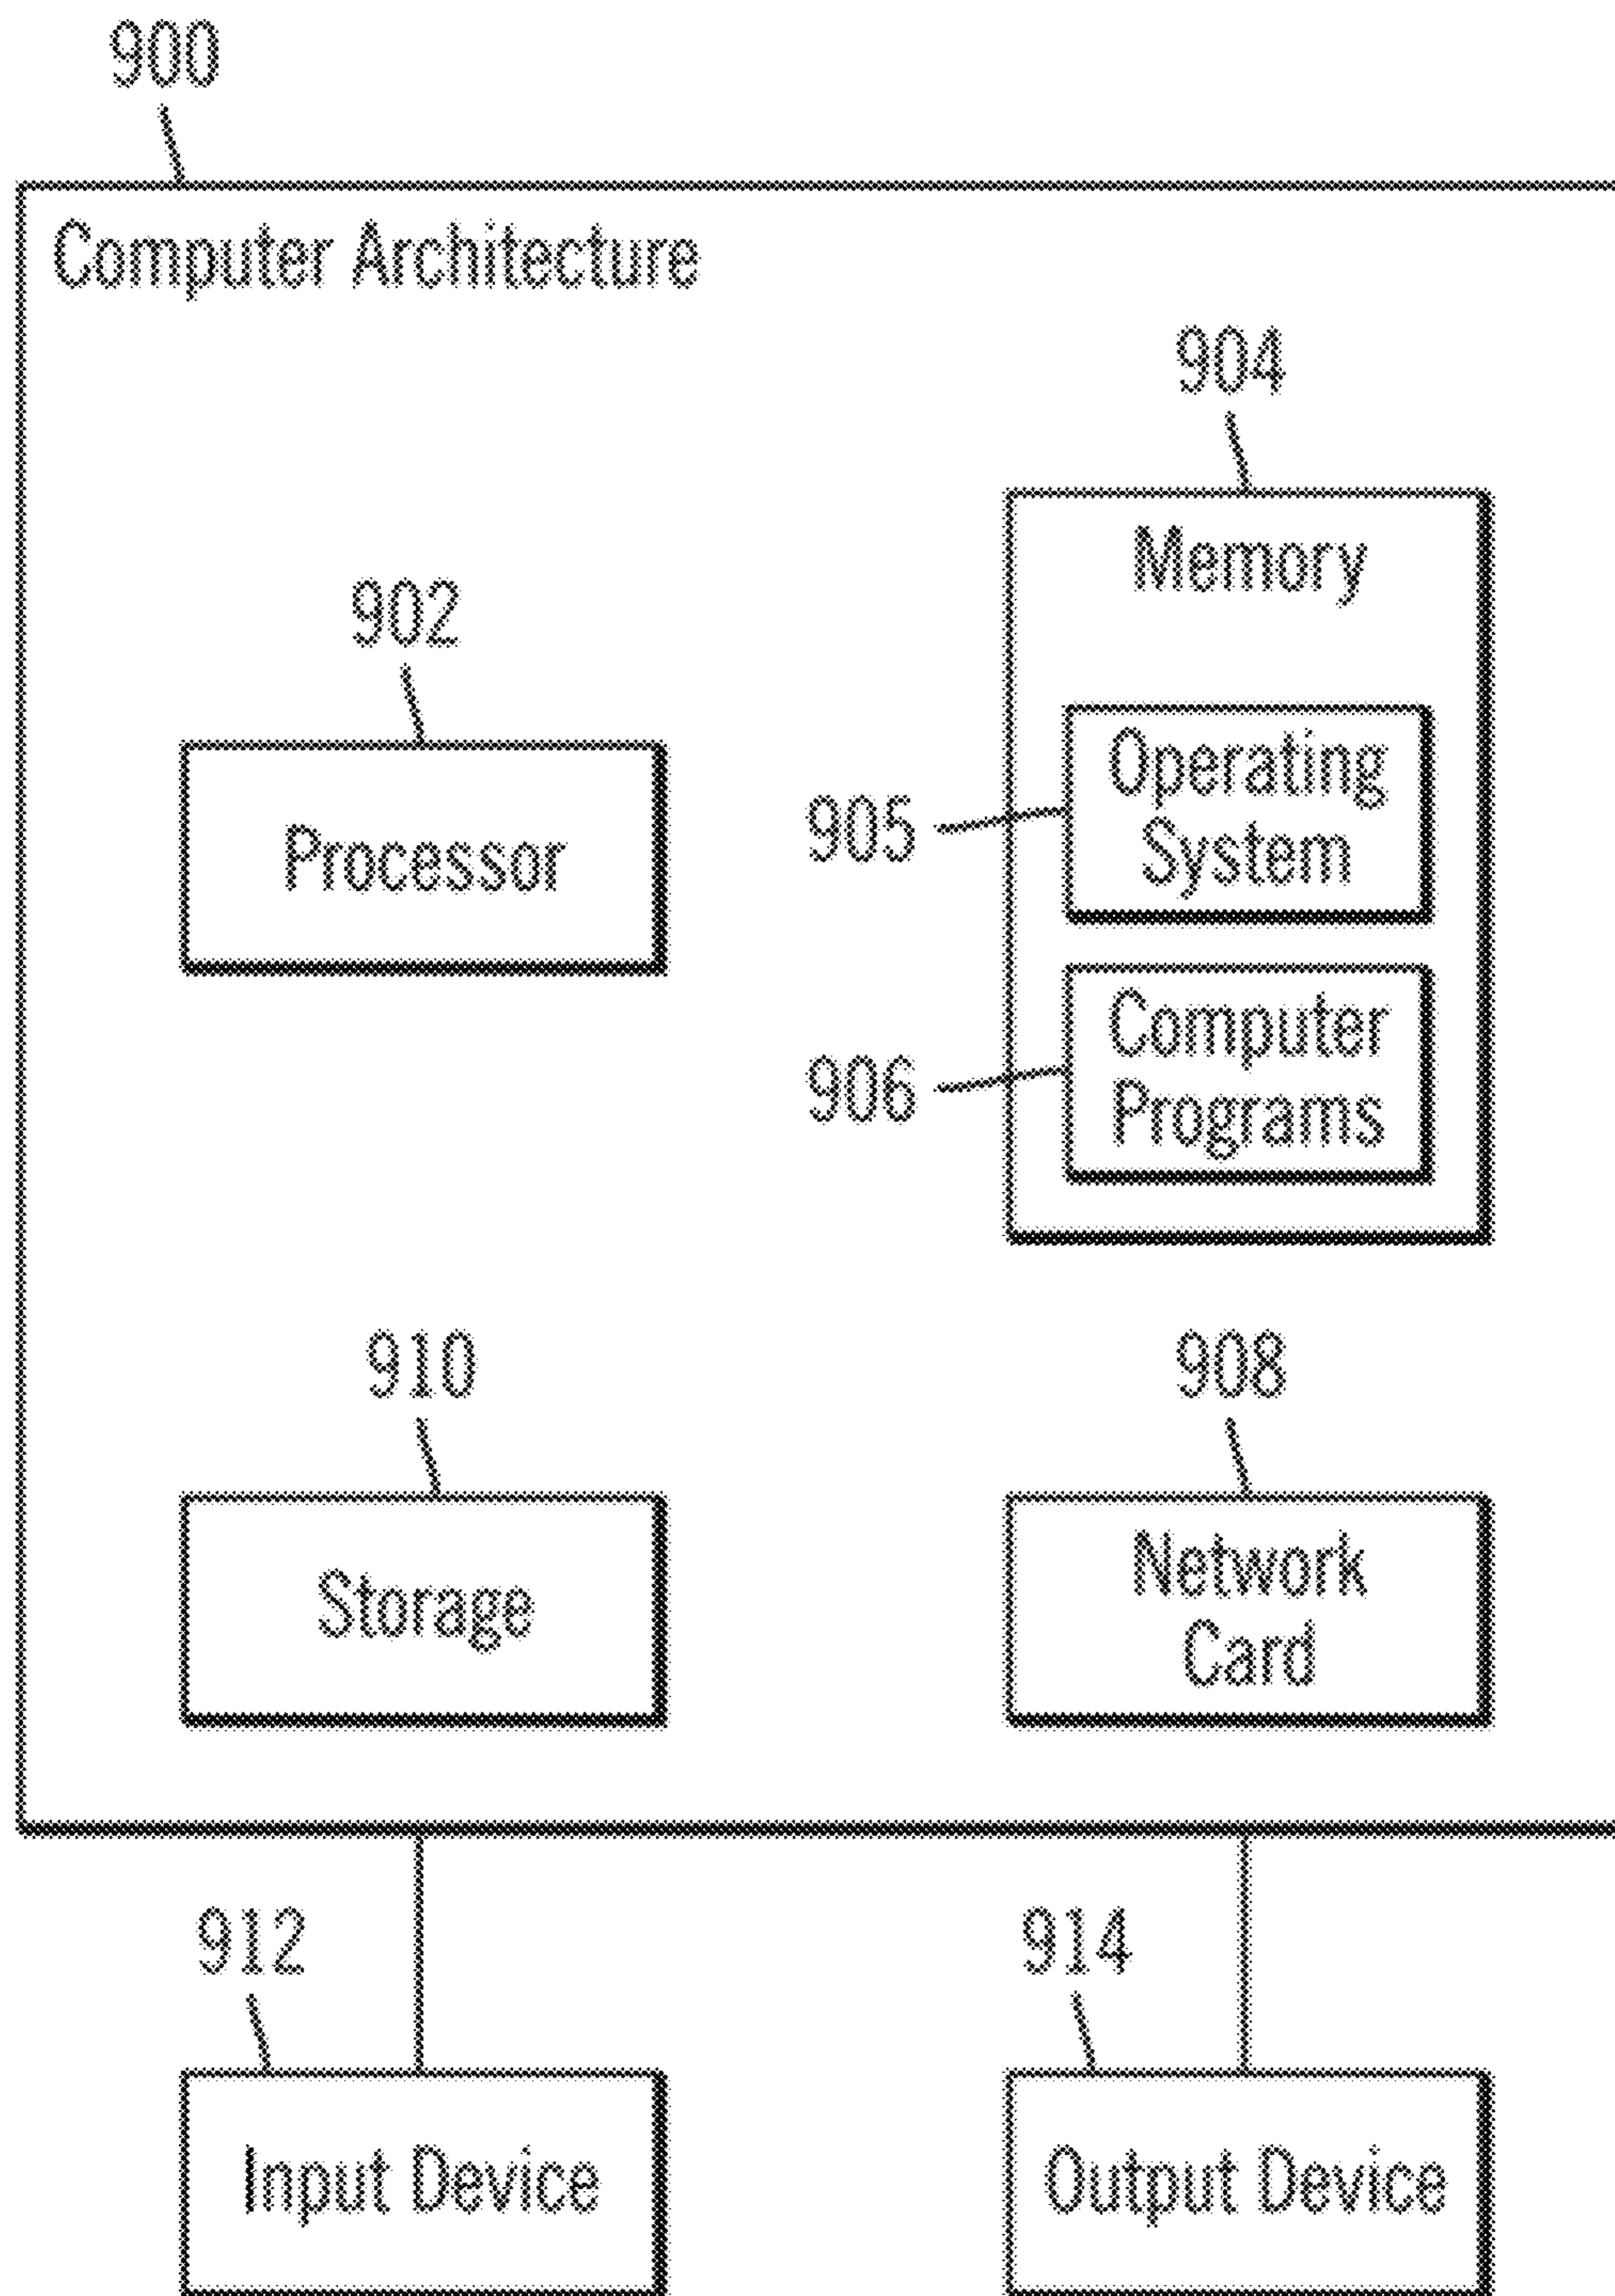 900
Computer Architecture
904
Memory
902
Processor
905
Operating
System
906
Computer
Programs
910
Storage
908
Network
Card
912
Input Device
914
Output Device